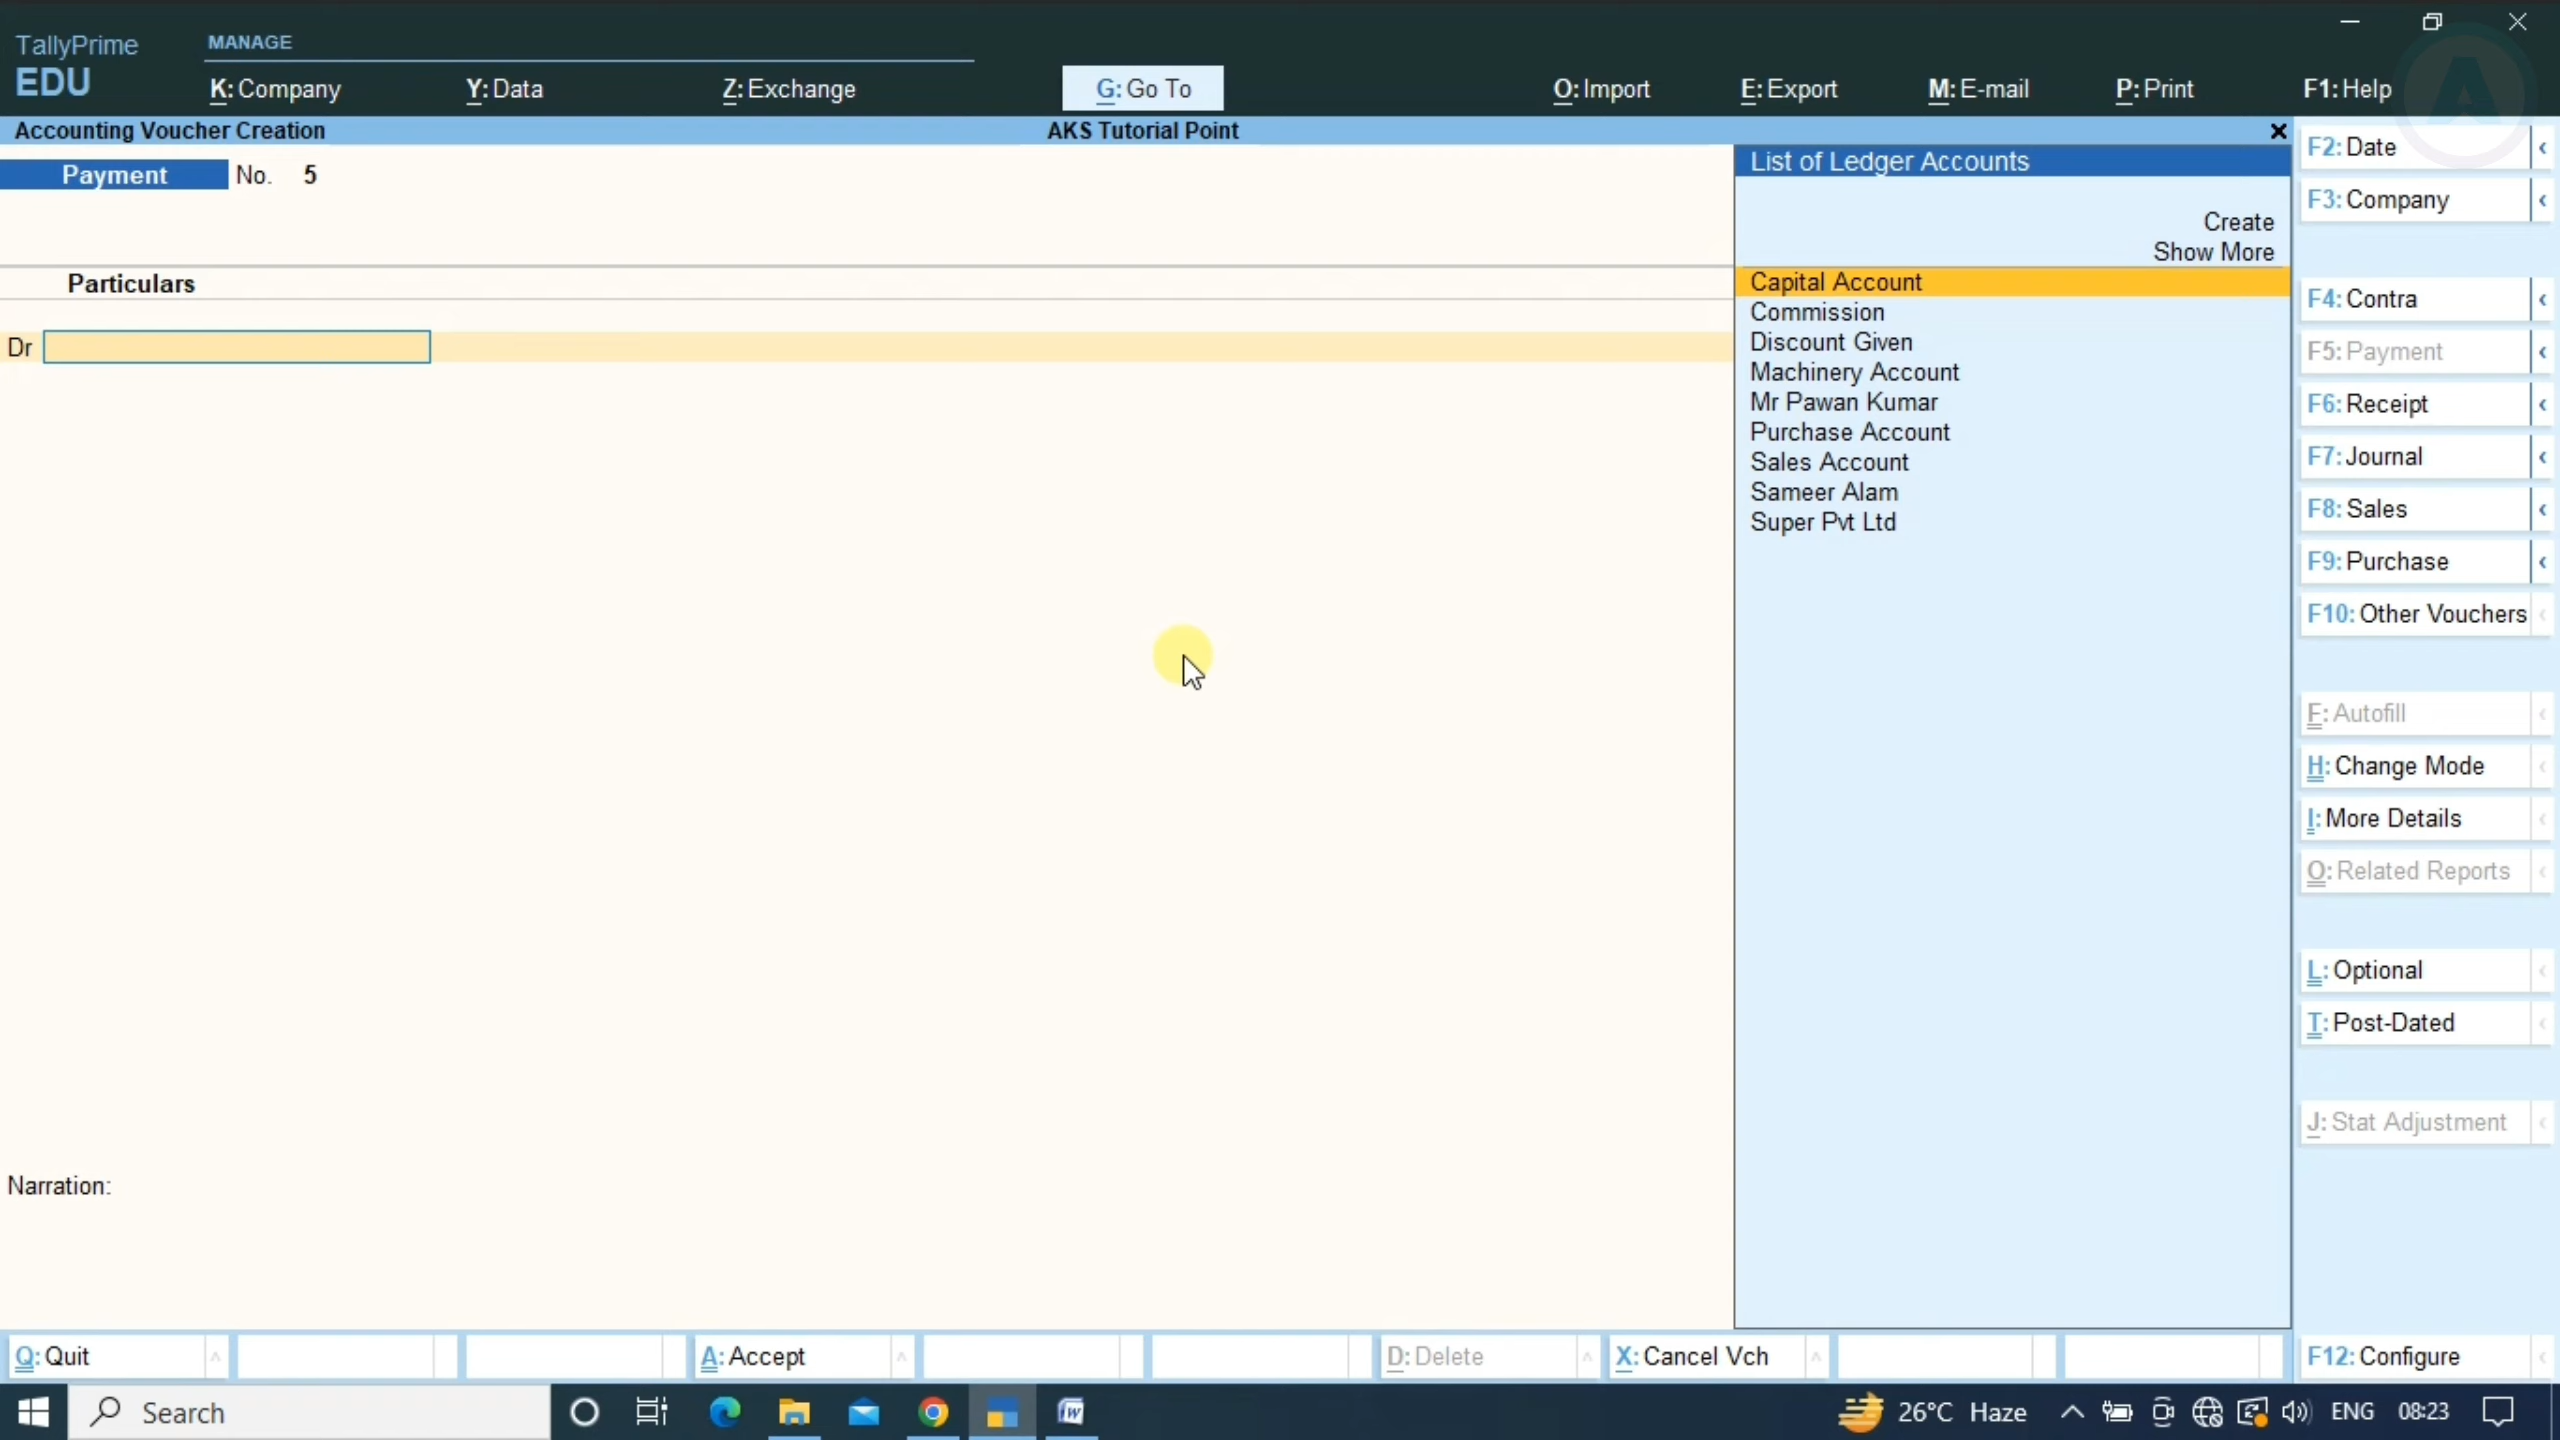 TallyPrime
EDU
MANAGE
K: Company
Y: Data
Z: Exchange
G: Go To
O: Import
E: Export
M: E-mail
P: Print
F1: Help
Accounting Voucher Creation
AKS Tutorial Point
Payment No. 5
Particulars
Dr
Narration:
List of Ledger Accounts
Create
Show More
Capital Account
Commission
Discount Given
Machinery Account
Mr Pawan Kumar
Purchase Account
Sales Account
Sameer Alam
Super Pvt Ltd
F2: Date
F3: Company
F4: Contra
F5: Payment
F6: Receipt
F7: Journal
F8: Sales
F9: Purchase
F10: Other Vouchers
F: Autofill
H: Change Mode
I: More Details
O: Related Reports
L: Optional
T: Post-Dated
J: Stat Adjustment
F12: Configure
Q: Quit
A: Accept
D: Delete
X: Cancel Vch
Search
26°C Haze
ENG
08:23